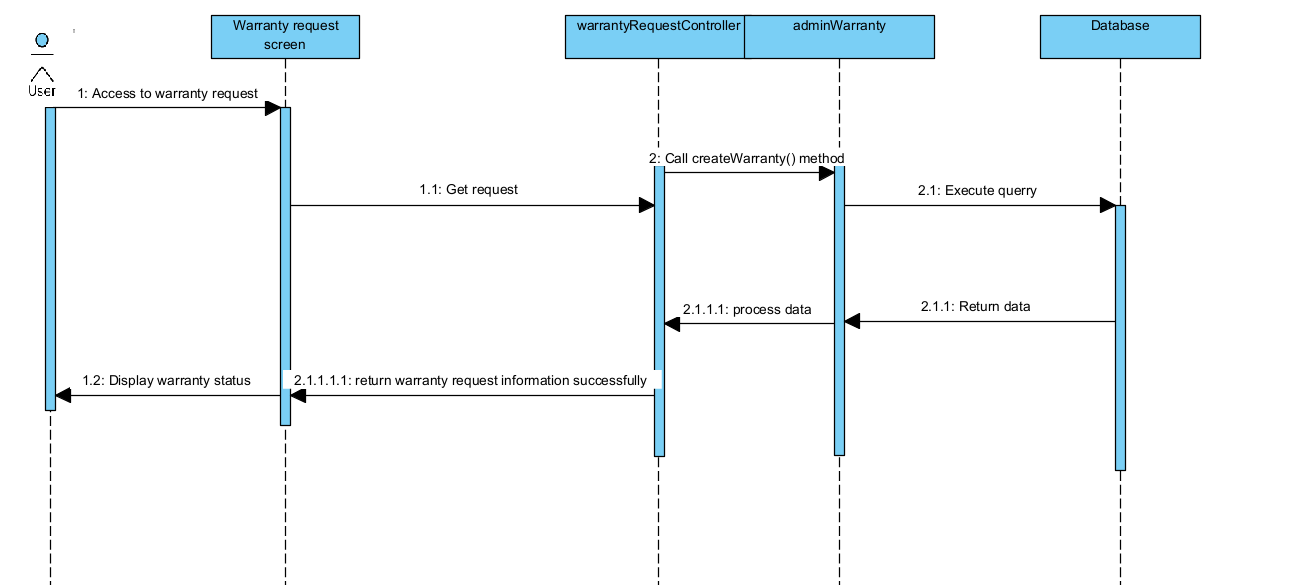 Warranty request
screen
warrantyRequestController
adminWarranty
Database
User
1: Access to warranty request
2: Call createWarranty() method
1.1: Get request
2.1: Execute querry
2.1.1.1: process data
2.1.1: Return data
1.2: Display warranty status
2.1.1.1.1: return warranty request information successfully